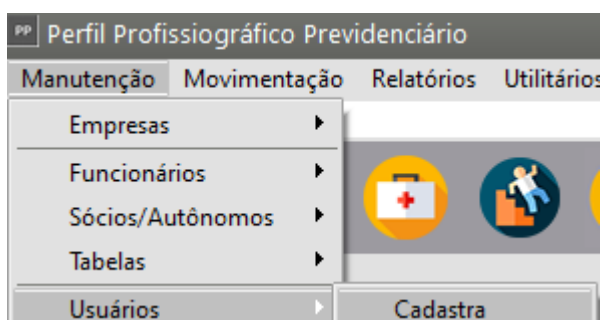 PP Perfil Profissiográfico Previdenciário
Manutenção Movimentação Relatórios Utilitários
Empresas
Funcionários
Sócios/Autônomos
Tabelas
Usuários Cadastra